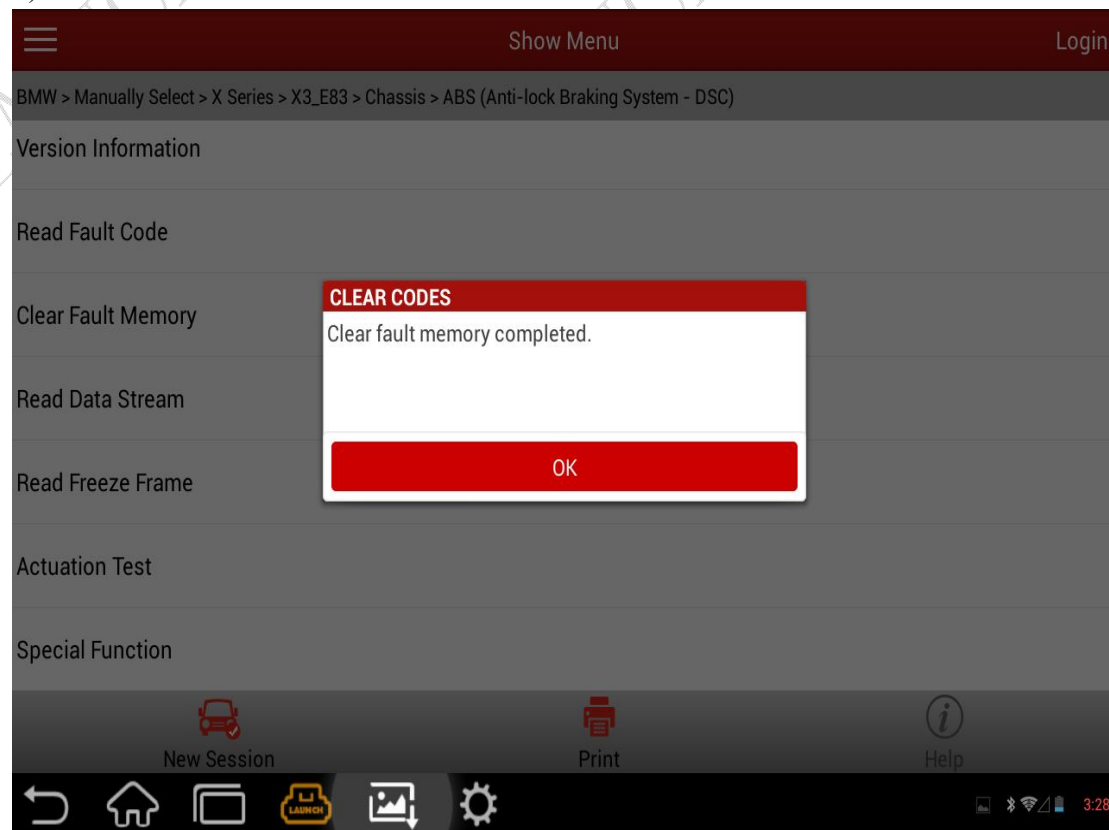 Show Menu
Login
BMW > Manually Select > X Series > X3_E83 > Chassis > ABS (Anti-lock Braking System - DSC)
Version Information
Read Fault Code
Clear Fault Memory
CLEAR CODES
Clear fault memory completed.
OK
Read Data Stream
Read Freeze Frame
Actuation Test
Special Function
New Session
Print
Help
LAUNCH
3:28